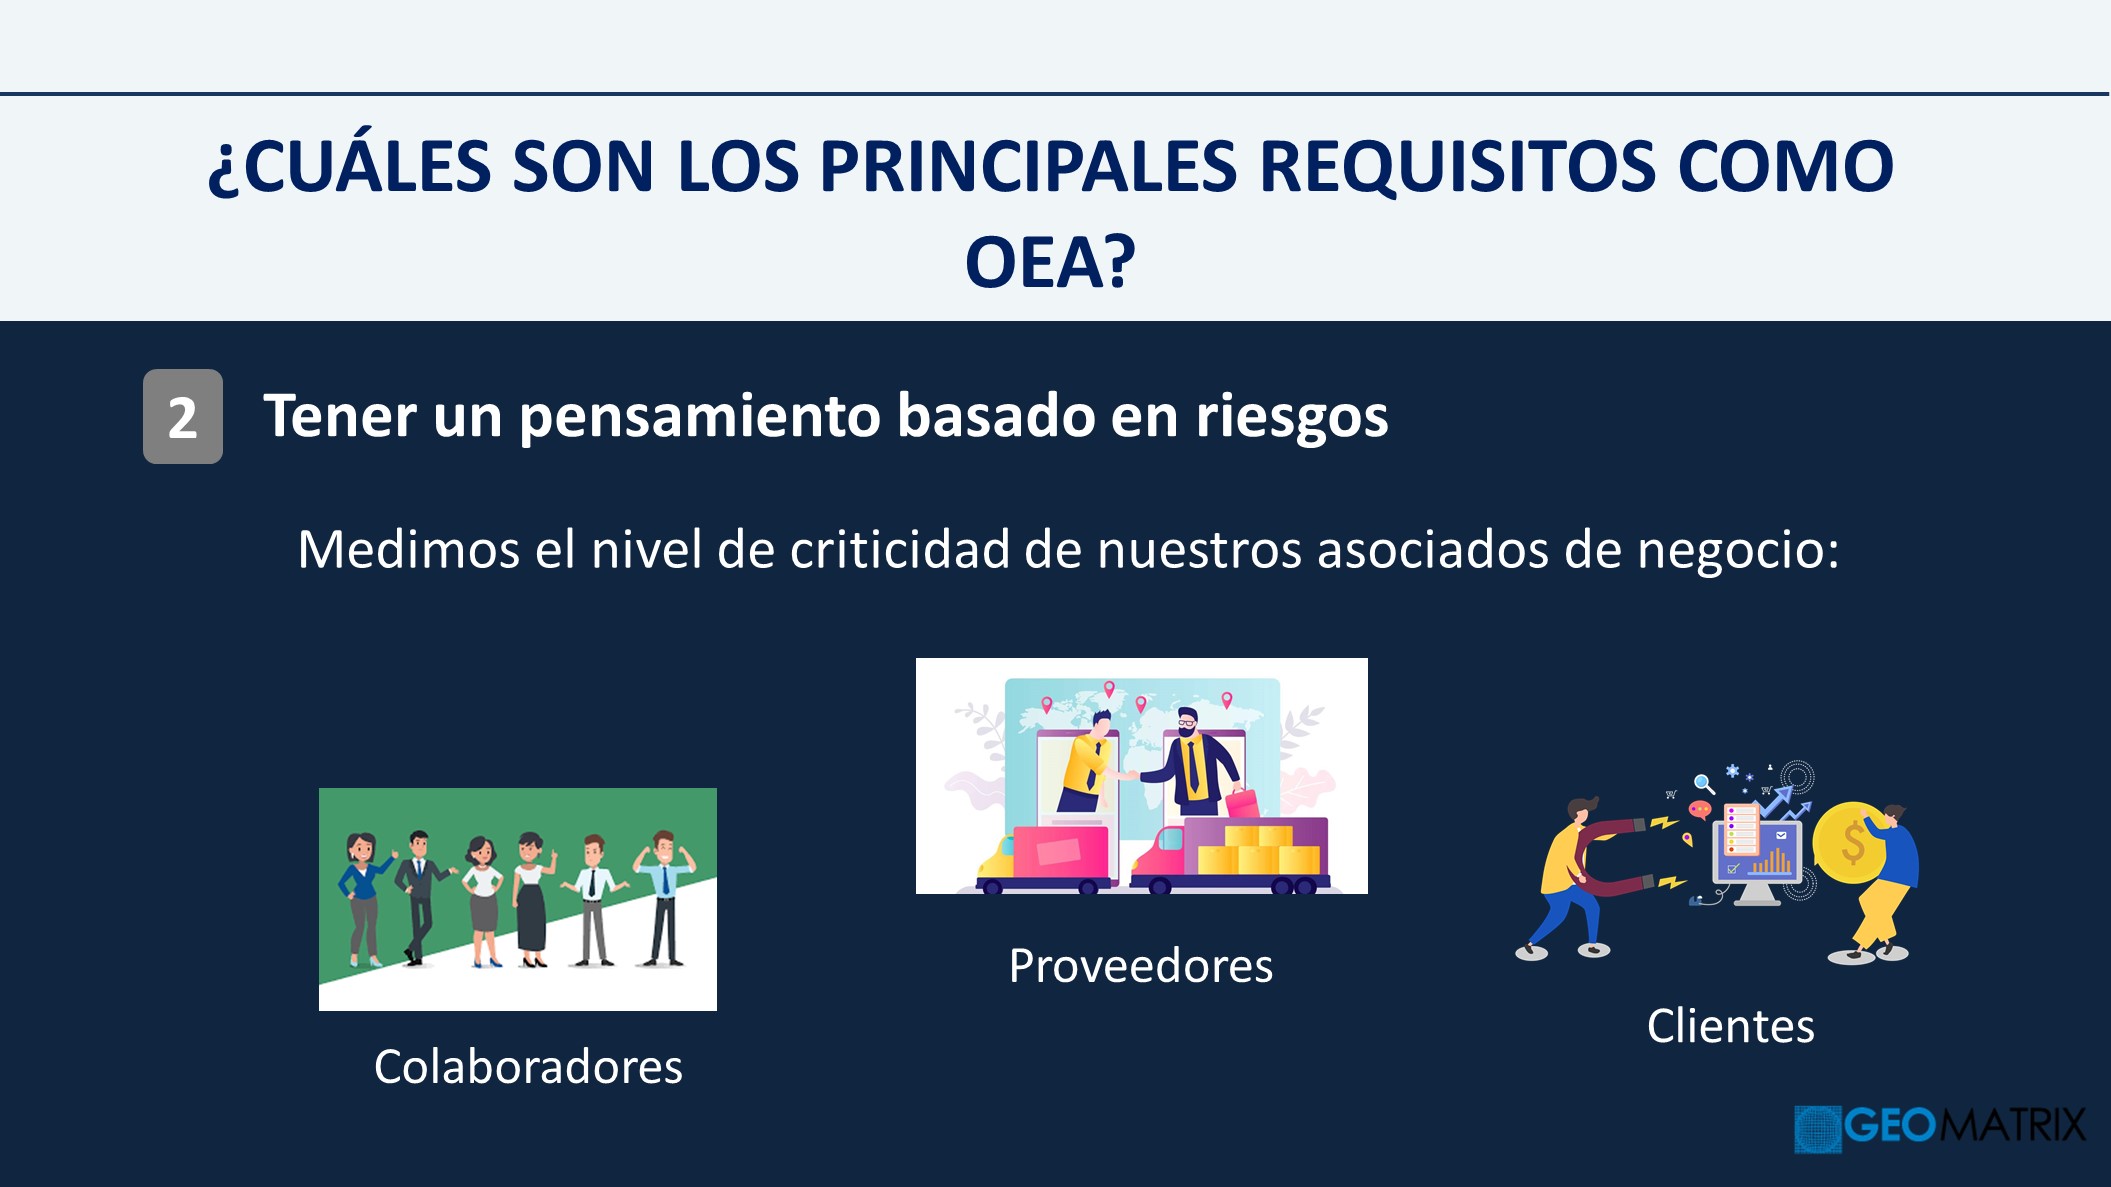 ¿CUÁLES SON LOS PRINCIPALES REQUISITOS COMO
OEA?
2
Tener un pensamiento basado en riesgos
Medimos el nivel de criticidad de nuestros asociados de negocio:
Colaboradores
Proveedores
$
Clientes
GEOMATRIX